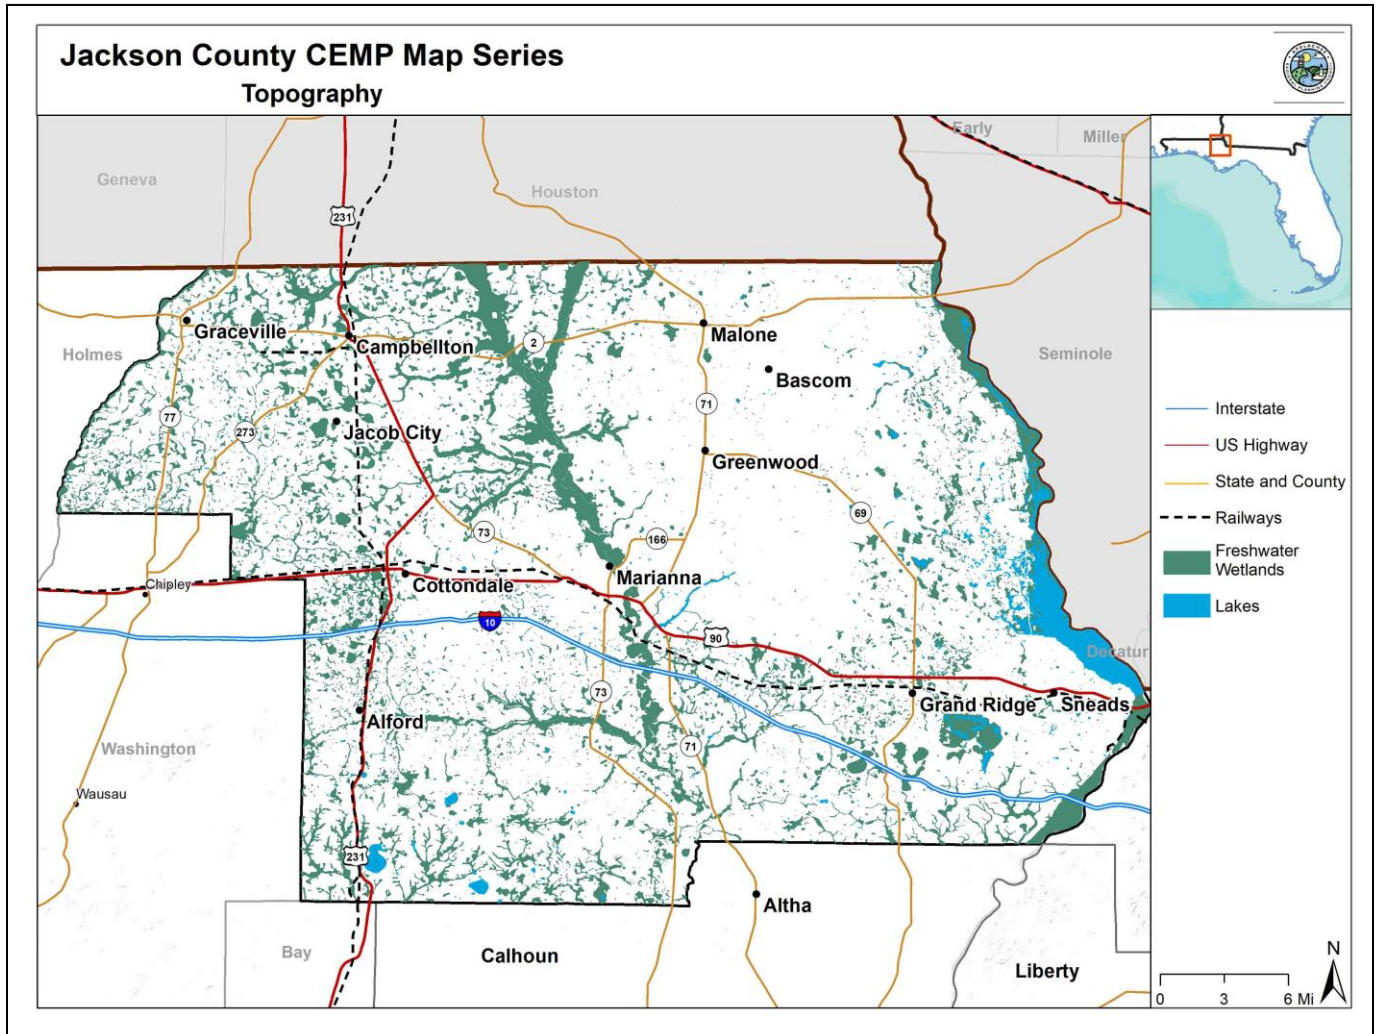 Jackson County CEMP Map Series
Topography
Early
Miller
Geneva
Houston
231
Graceville
Campbellton
2
Malone
Holmes
Seminole
Bascom
77
273
Jacob City
71
Greenwood
69
73
166
Marianna
Chipley
Cottondale
10
90
Decatur
73
Grand Ridge
Sneads
Alford
71
Washington
Wausau
231
Altha
Bay
Calhoun
Liberty
Interstate
US Highway
State and County
Railways
Freshwater
Wetlands
Lakes
N
0 3 6 Mi